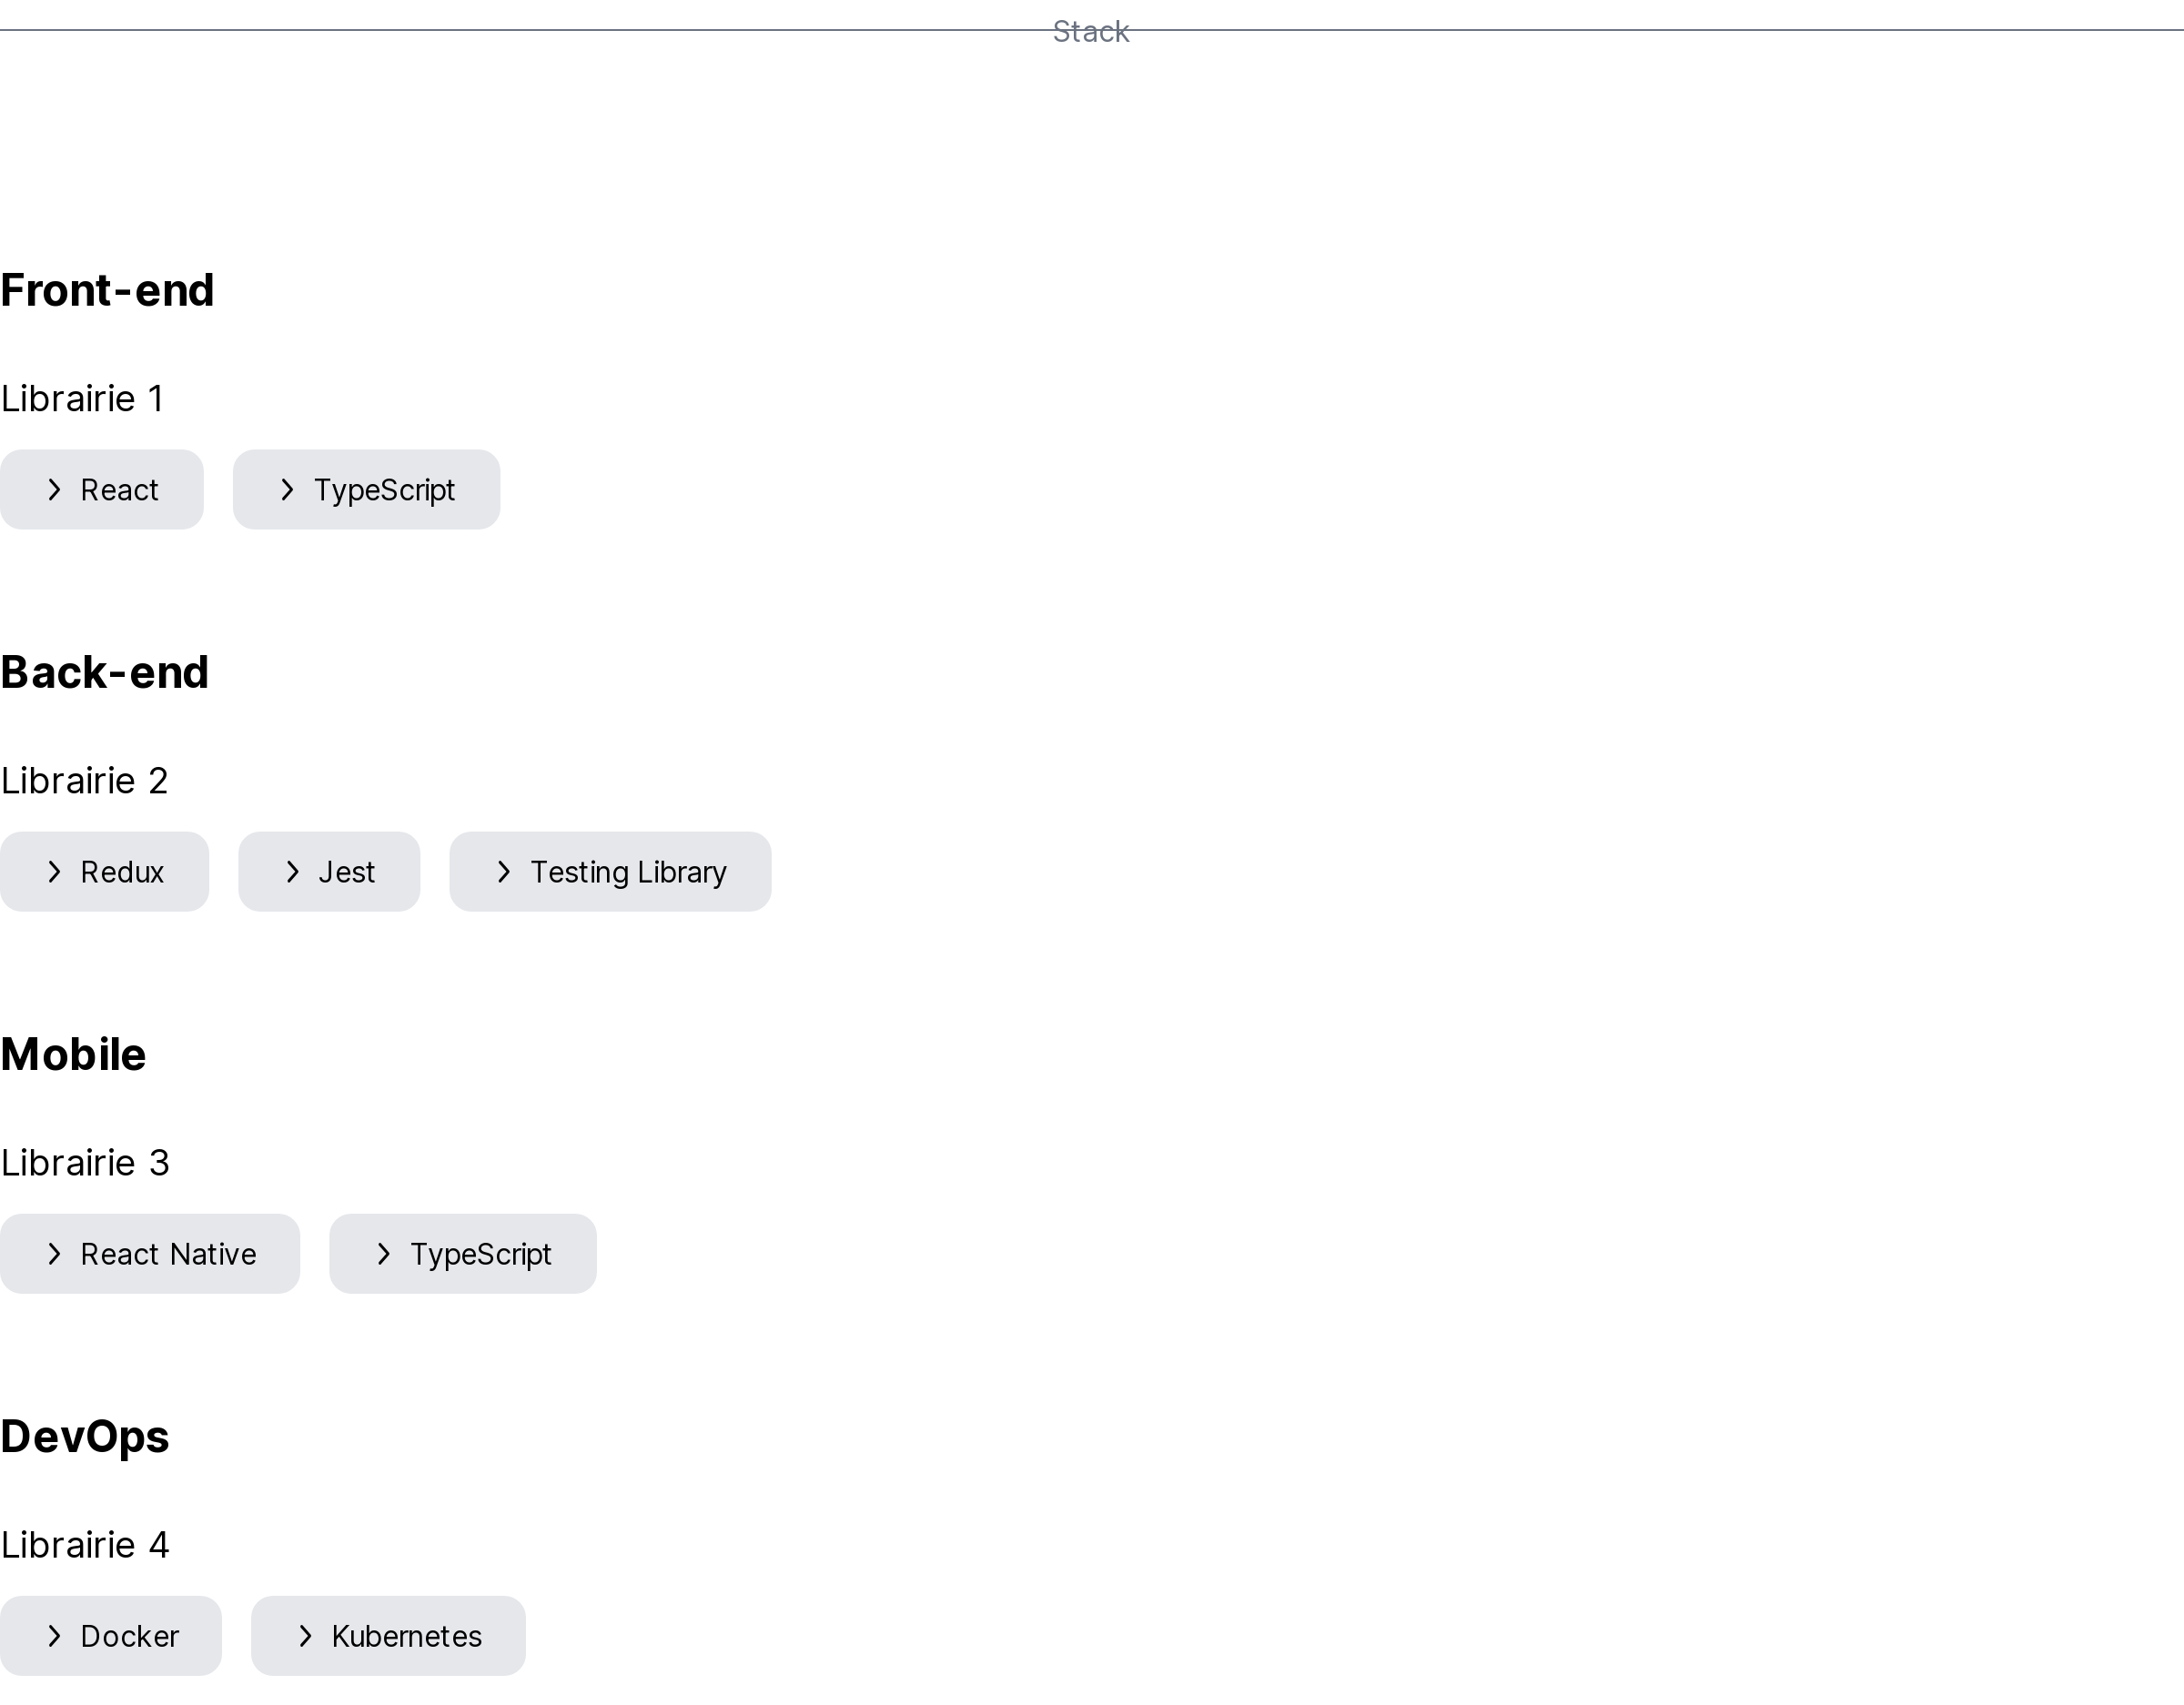 Stack
Front-end
Librairie 1
React TypeScript
Back-end
Librairie 2
Redux Jest Testing Library
Mobile
Librairie 3
React Native TypeScript
DevOps
Librairie 4
Docker Kubernetes